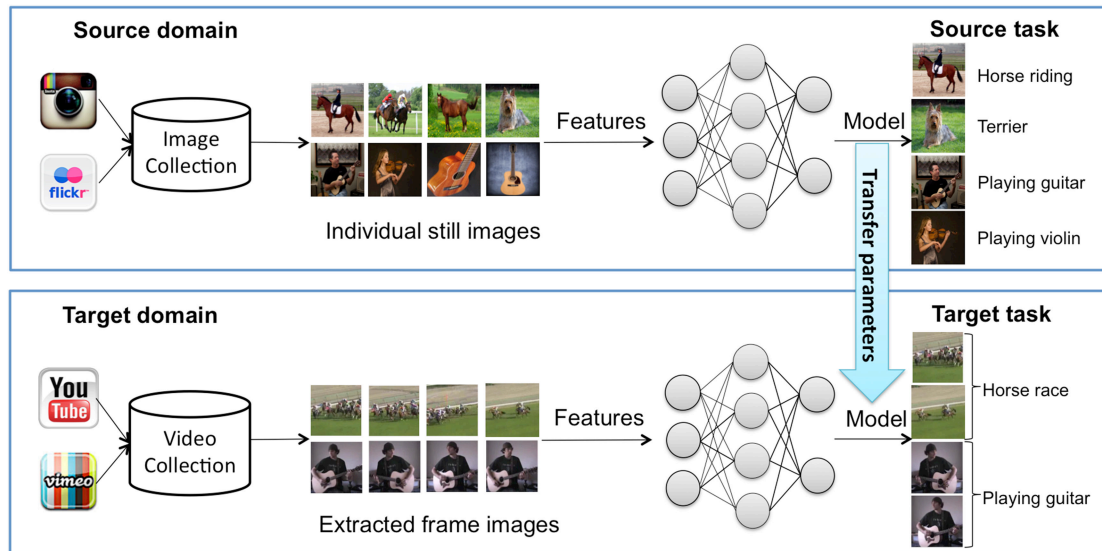 Source domain
Source task
flickr
Image
Collection
Individual still images
Features
Model
Horse riding
Terrier
Playing guitar
Playing violin
Transfer parameters
Target domain
Target task
You
Tube
vimeo
Video
Collection
Extracted frame images
Features
Model
Horse race
Playing guitar